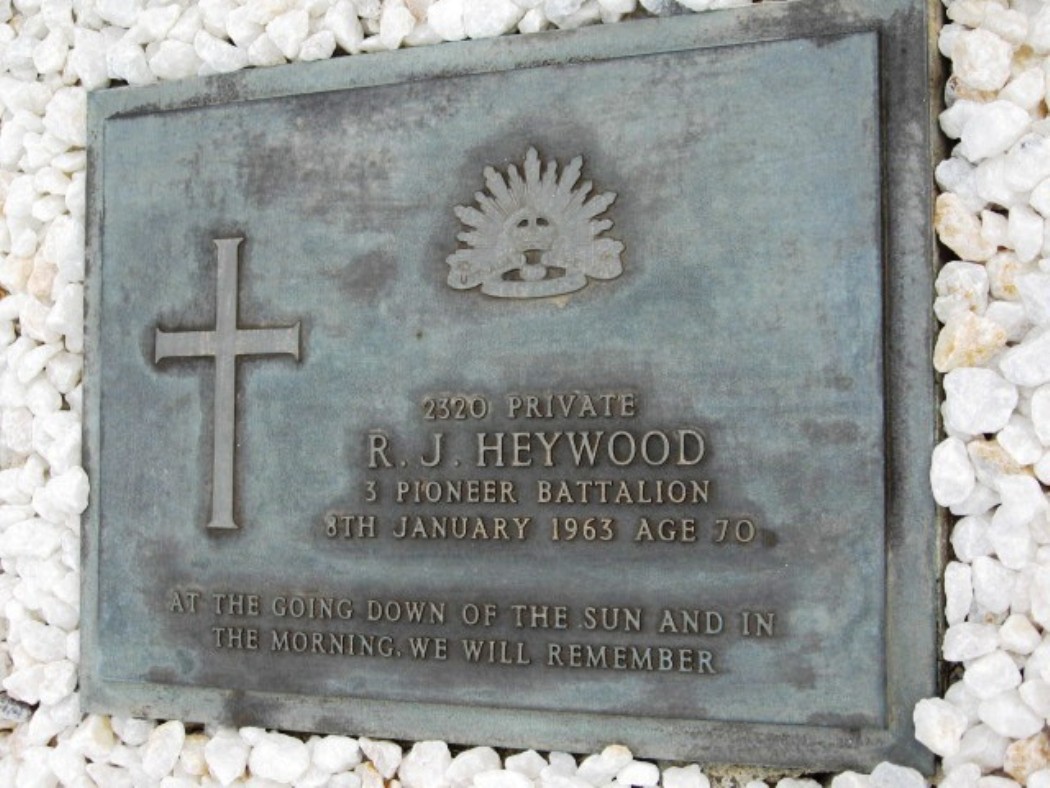 2320 PRIVATE
R. J. HEYWOOD
3 PIONEER BATTALION
8TH JANUARY 1963 AGE 70
AT THE GOING DOWN OF THE SUN AND IN
THE MORNING, WE WILL REMEMBER